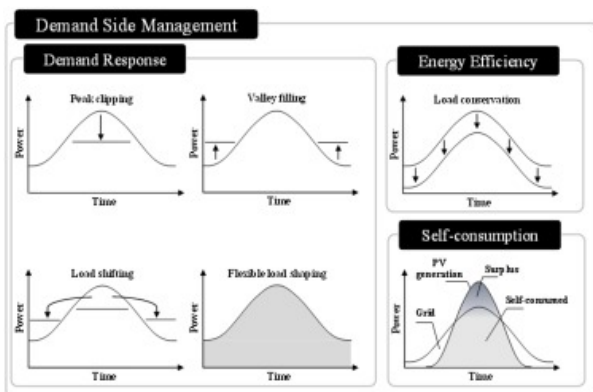 Demand Side Management
Demand Response
Peak clipping
Power
Time
Valley filling
Power
Time
Load shifting
Power
Time
Flexible load shaping
Power
Time
Energy Efficiency
Load conservation
Power
Time
Self-consumption
PV
generation
Surplus
Self-consumed
Grid
Power
Time